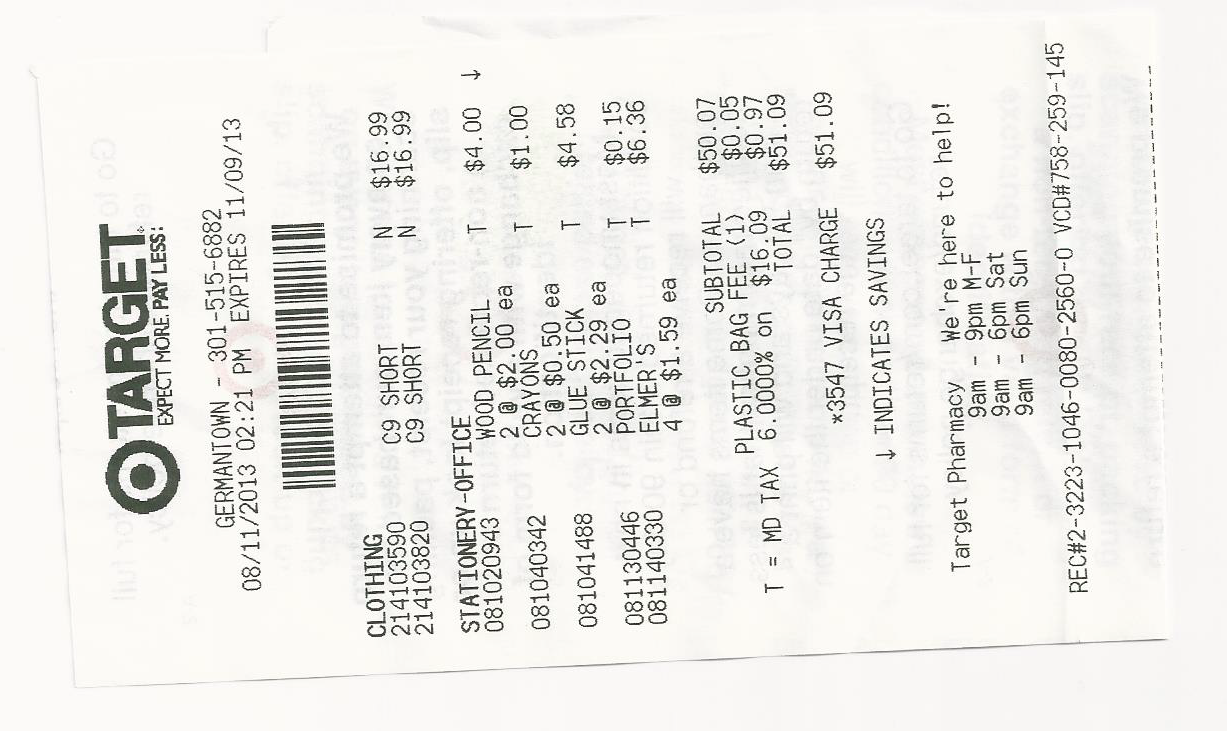 TARGET
EXPECT MORE. PAY LESS.
GERMANTOWN - 301-515-6882
08/11/2013 02:21 PM EXPIRES 11/09/13
CLOTHING
214103590 C9 SHORT N $16.99
214103820 C9 SHORT N $16.99
STATIONERY-OFFICE
081020943 WOOD PENCIL T $4.00 ↓
2 @ $2.00 ea
081040342 CRAYONS T $1.00
2 @ $0.50 ea
081041488 GLUE STICK T $4.58
2 @ $2.29 ea
081130446 PORTFOLIO T $0.15
081140330 ELMER'S T $6.36
4 @ $1.59 ea
SUBTOTAL $50.07
PLASTIC BAG FEE (1) $0.05
T = MD TAX 6.0000% on $16.09 $0.97
TOTAL $51.09
*3547 VISA CHARGE $51.09
↓ INDICATES SAVINGS
Target Pharmacy We're here to help!
9am - 9pm M-F
9am - 6pm Sat
9am - 6pm Sun
REC#2-3223-1046-0080-2560-0 VCD#758-259-145